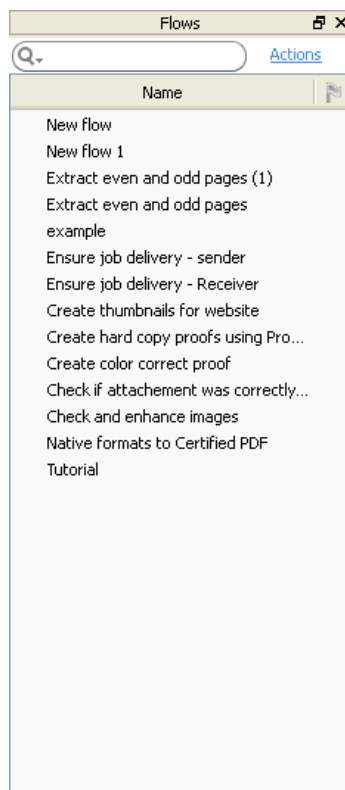 Flows
Actions
Name
New flow
New flow 1
Extract even and odd pages (1)
Extract even and odd pages
example
Ensure job delivery - sender
Ensure job delivery - Receiver
Create thumbnails for website
Create hard copy proofs using Pro...
Create color correct proof
Check if attachement was correctly...
Check and enhance images
Native formats to Certified PDF
Tutorial